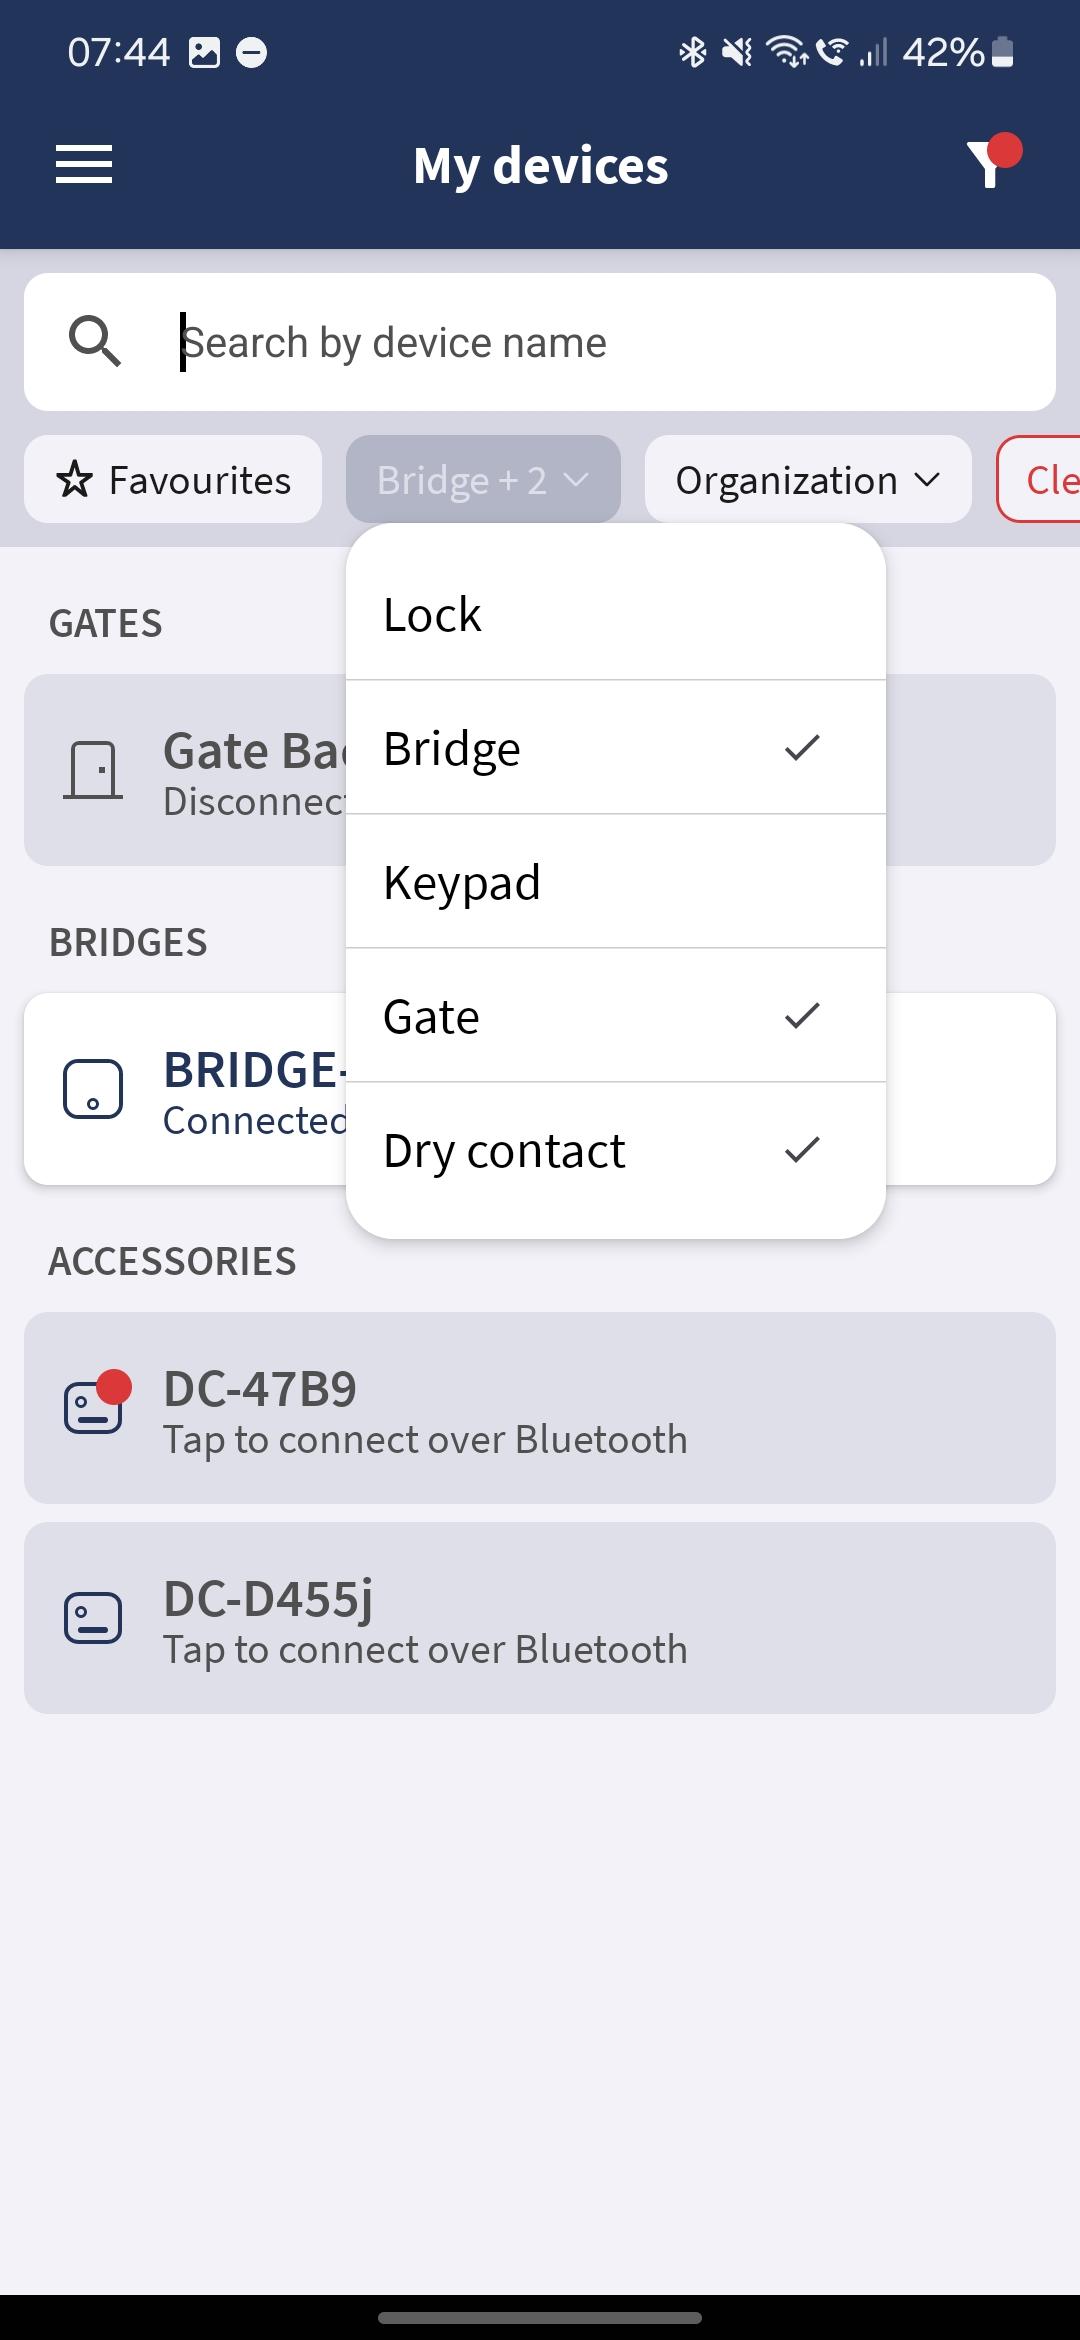 07:44 42%
My devices
Search by device name
Favourites Bridge + 2 Organization Cle
Lock
GATES
Bridge
Gate Bac
Disconnect
Keypad
BRIDGES
Gate
BRIDGE-
Connected
Dry contact
ACCESSORIES
DC-47B9
Tap to connect over Bluetooth
DC-D455j
Tap to connect over Bluetooth